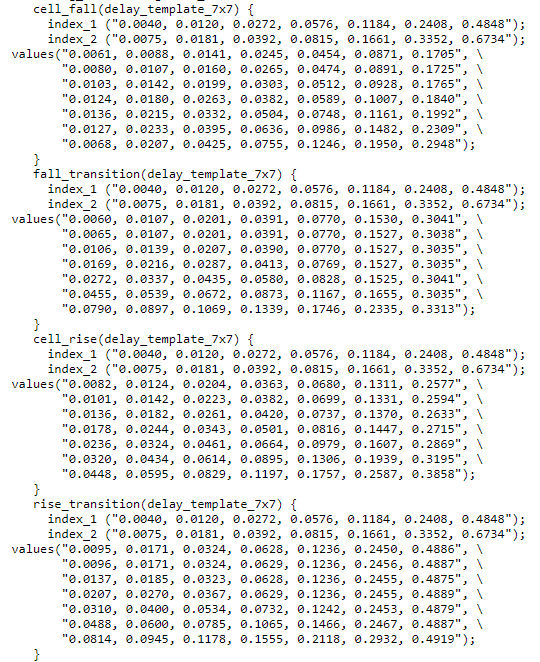 cell_fall(delay_template_7x7) {
index_1 ("0.0040, 0.0120, 0.0272, 0.0576, 0.1184, 0.2408, 0.4848");
index_2 ("0.0075, 0.0181, 0.0392, 0.0815, 0.1661, 0.3352, 0.6734");
values("0.0061, 0.0088, 0.0141, 0.0245, 0.0454, 0.0871, 0.1705", \
"0.0080, 0.0107, 0.0160, 0.0265, 0.0474, 0.0891, 0.1725", \
"0.0103, 0.0142, 0.0199, 0.0303, 0.0512, 0.0928, 0.1765", \
"0.0124, 0.0180, 0.0263, 0.0382, 0.0589, 0.1007, 0.1840", \
"0.0136, 0.0215, 0.0332, 0.0504, 0.0748, 0.1161, 0.1992", \
"0.0127, 0.0233, 0.0395, 0.0636, 0.0986, 0.1482, 0.2309", \
"0.0068, 0.0207, 0.0425, 0.0755, 0.1246, 0.1950, 0.2948");
}
fall_transition(delay_template_7x7) {
index_1 ("0.0040, 0.0120, 0.0272, 0.0576, 0.1184, 0.2408, 0.4848");
index_2 ("0.0075, 0.0181, 0.0392, 0.0815, 0.1661, 0.3352, 0.6734");
values("0.0060, 0.0107, 0.0201, 0.0391, 0.0770, 0.1530, 0.3041", \
"0.0065, 0.0107, 0.0201, 0.0391, 0.0770, 0.1527, 0.3038", \
"0.0106, 0.0139, 0.0207, 0.0390, 0.0770, 0.1527, 0.3035", \
"0.0169, 0.0216, 0.0287, 0.0413, 0.0769, 0.1527, 0.3035", \
"0.0272, 0.0337, 0.0435, 0.0580, 0.0828, 0.1525, 0.3041", \
"0.0455, 0.0539, 0.0672, 0.0873, 0.1167, 0.1655, 0.3035", \
"0.0790, 0.0897, 0.1069, 0.1339, 0.1746, 0.2335, 0.3313");
}
cell_rise(delay_template_7x7) {
index_1 ("0.0040, 0.0120, 0.0272, 0.0576, 0.1184, 0.2408, 0.4848");
index_2 ("0.0075, 0.0181, 0.0392, 0.0815, 0.1661, 0.3352, 0.6734");
values("0.0082, 0.0124, 0.0204, 0.0363, 0.0680, 0.1311, 0.2577", \
"0.0101, 0.0142, 0.0223, 0.0382, 0.0699, 0.1331, 0.2594", \
"0.0136, 0.0182, 0.0261, 0.0420, 0.0737, 0.1370, 0.2633", \
"0.0178, 0.0244, 0.0343, 0.0501, 0.0816, 0.1447, 0.2715", \
"0.0236, 0.0324, 0.0461, 0.0664, 0.0979, 0.1607, 0.2869", \
"0.0320, 0.0434, 0.0614, 0.0895, 0.1306, 0.1939, 0.3195", \
"0.0448, 0.0595, 0.0829, 0.1197, 0.1757, 0.2587, 0.3858");
}
rise_transition(delay_template_7x7) {
index_1 ("0.0040, 0.0120, 0.0272, 0.0576, 0.1184, 0.2408, 0.4848");
index_2 ("0.0075, 0.0181, 0.0392, 0.0815, 0.1661, 0.3352, 0.6734");
values("0.0095, 0.0171, 0.0324, 0.0628, 0.1236, 0.2450, 0.4886", \
"0.0096, 0.0171, 0.0324, 0.0629, 0.1236, 0.2456, 0.4887", \
"0.0137, 0.0185, 0.0323, 0.0628, 0.1236, 0.2455, 0.4875", \
"0.0207, 0.0270, 0.0367, 0.0629, 0.1236, 0.2455, 0.4889", \
"0.0310, 0.0400, 0.0534, 0.0732, 0.1242, 0.2453, 0.4879", \
"0.0488, 0.0600, 0.0785, 0.1065, 0.1466, 0.2467, 0.4887", \
"0.0814, 0.0945, 0.1178, 0.1555, 0.2118, 0.2932, 0.4919");
}